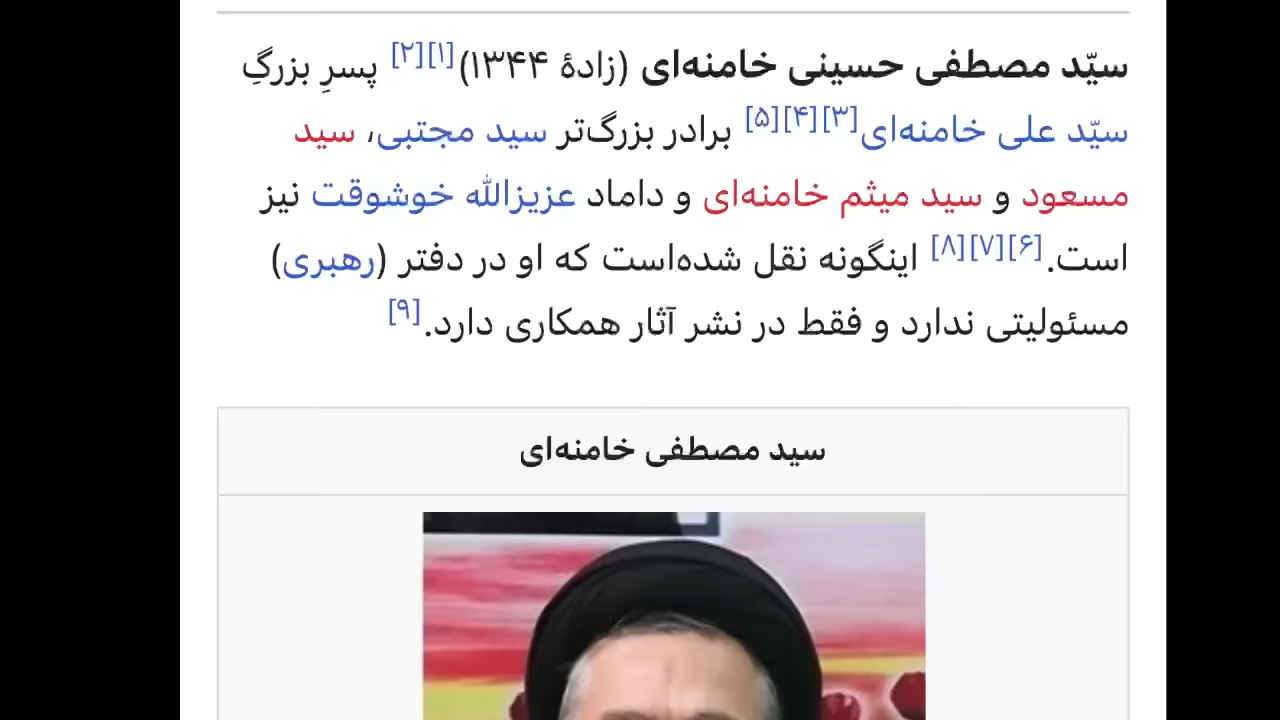 سیّد مصطفی حسینی خامنه‌ای (زادهٔ ۱۳۴۴)[۱][۲] پسرِ بزرگِ
سیّد علی خامنه‌ای[۳][۴][۵] برادر بزرگ‌تر سید مجتبی، سید
مسعود و سید میثم خامنه‌ای و داماد عزیزالله خوشوقت نیز
است.[۶][۷][۸] اینگونه نقل شده‌است که او در دفتر (رهبری)
مسئولیتی ندارد و فقط در نشر آثار همکاری دارد.[۹]
سید مصطفی خامنه‌ای